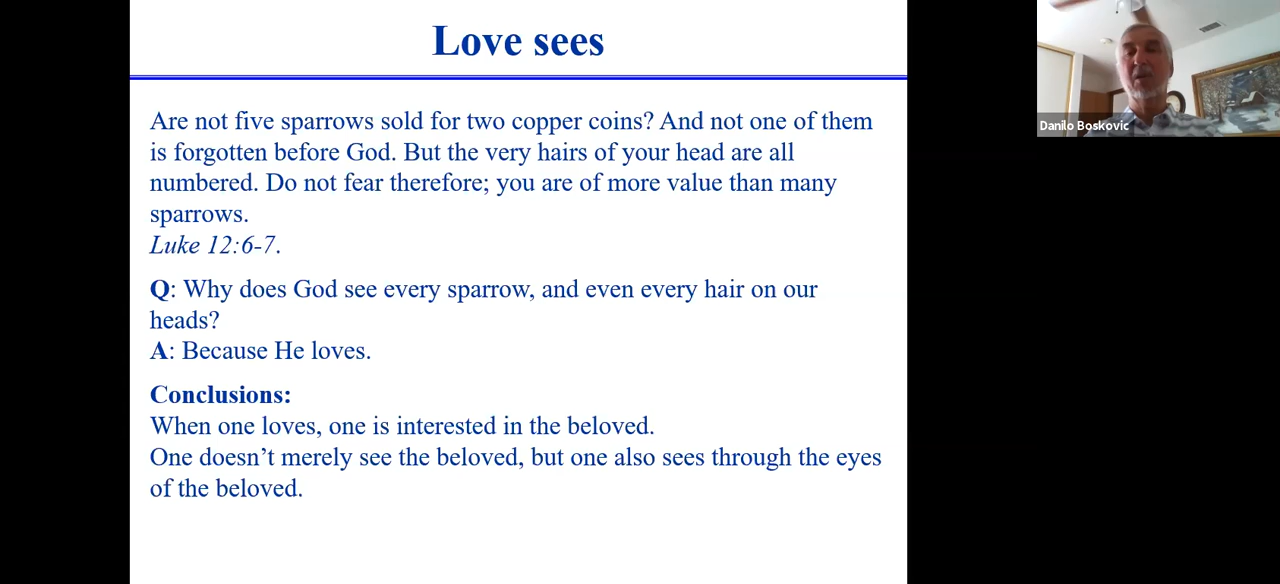 Love sees
Are not five sparrows sold for two copper coins? And not one of them
is forgotten before God. But the very hairs of your head are all
numbered. Do not fear therefore; you are of more value than many
sparrows.
Luke 12:6-7.
Q: Why does God see every sparrow, and even every hair on our
heads?
A: Because He loves.
Conclusions:
When one loves, one is interested in the beloved.
One doesn’t merely see the beloved, but one also sees through the eyes
of the beloved.
Danilo Boskovic